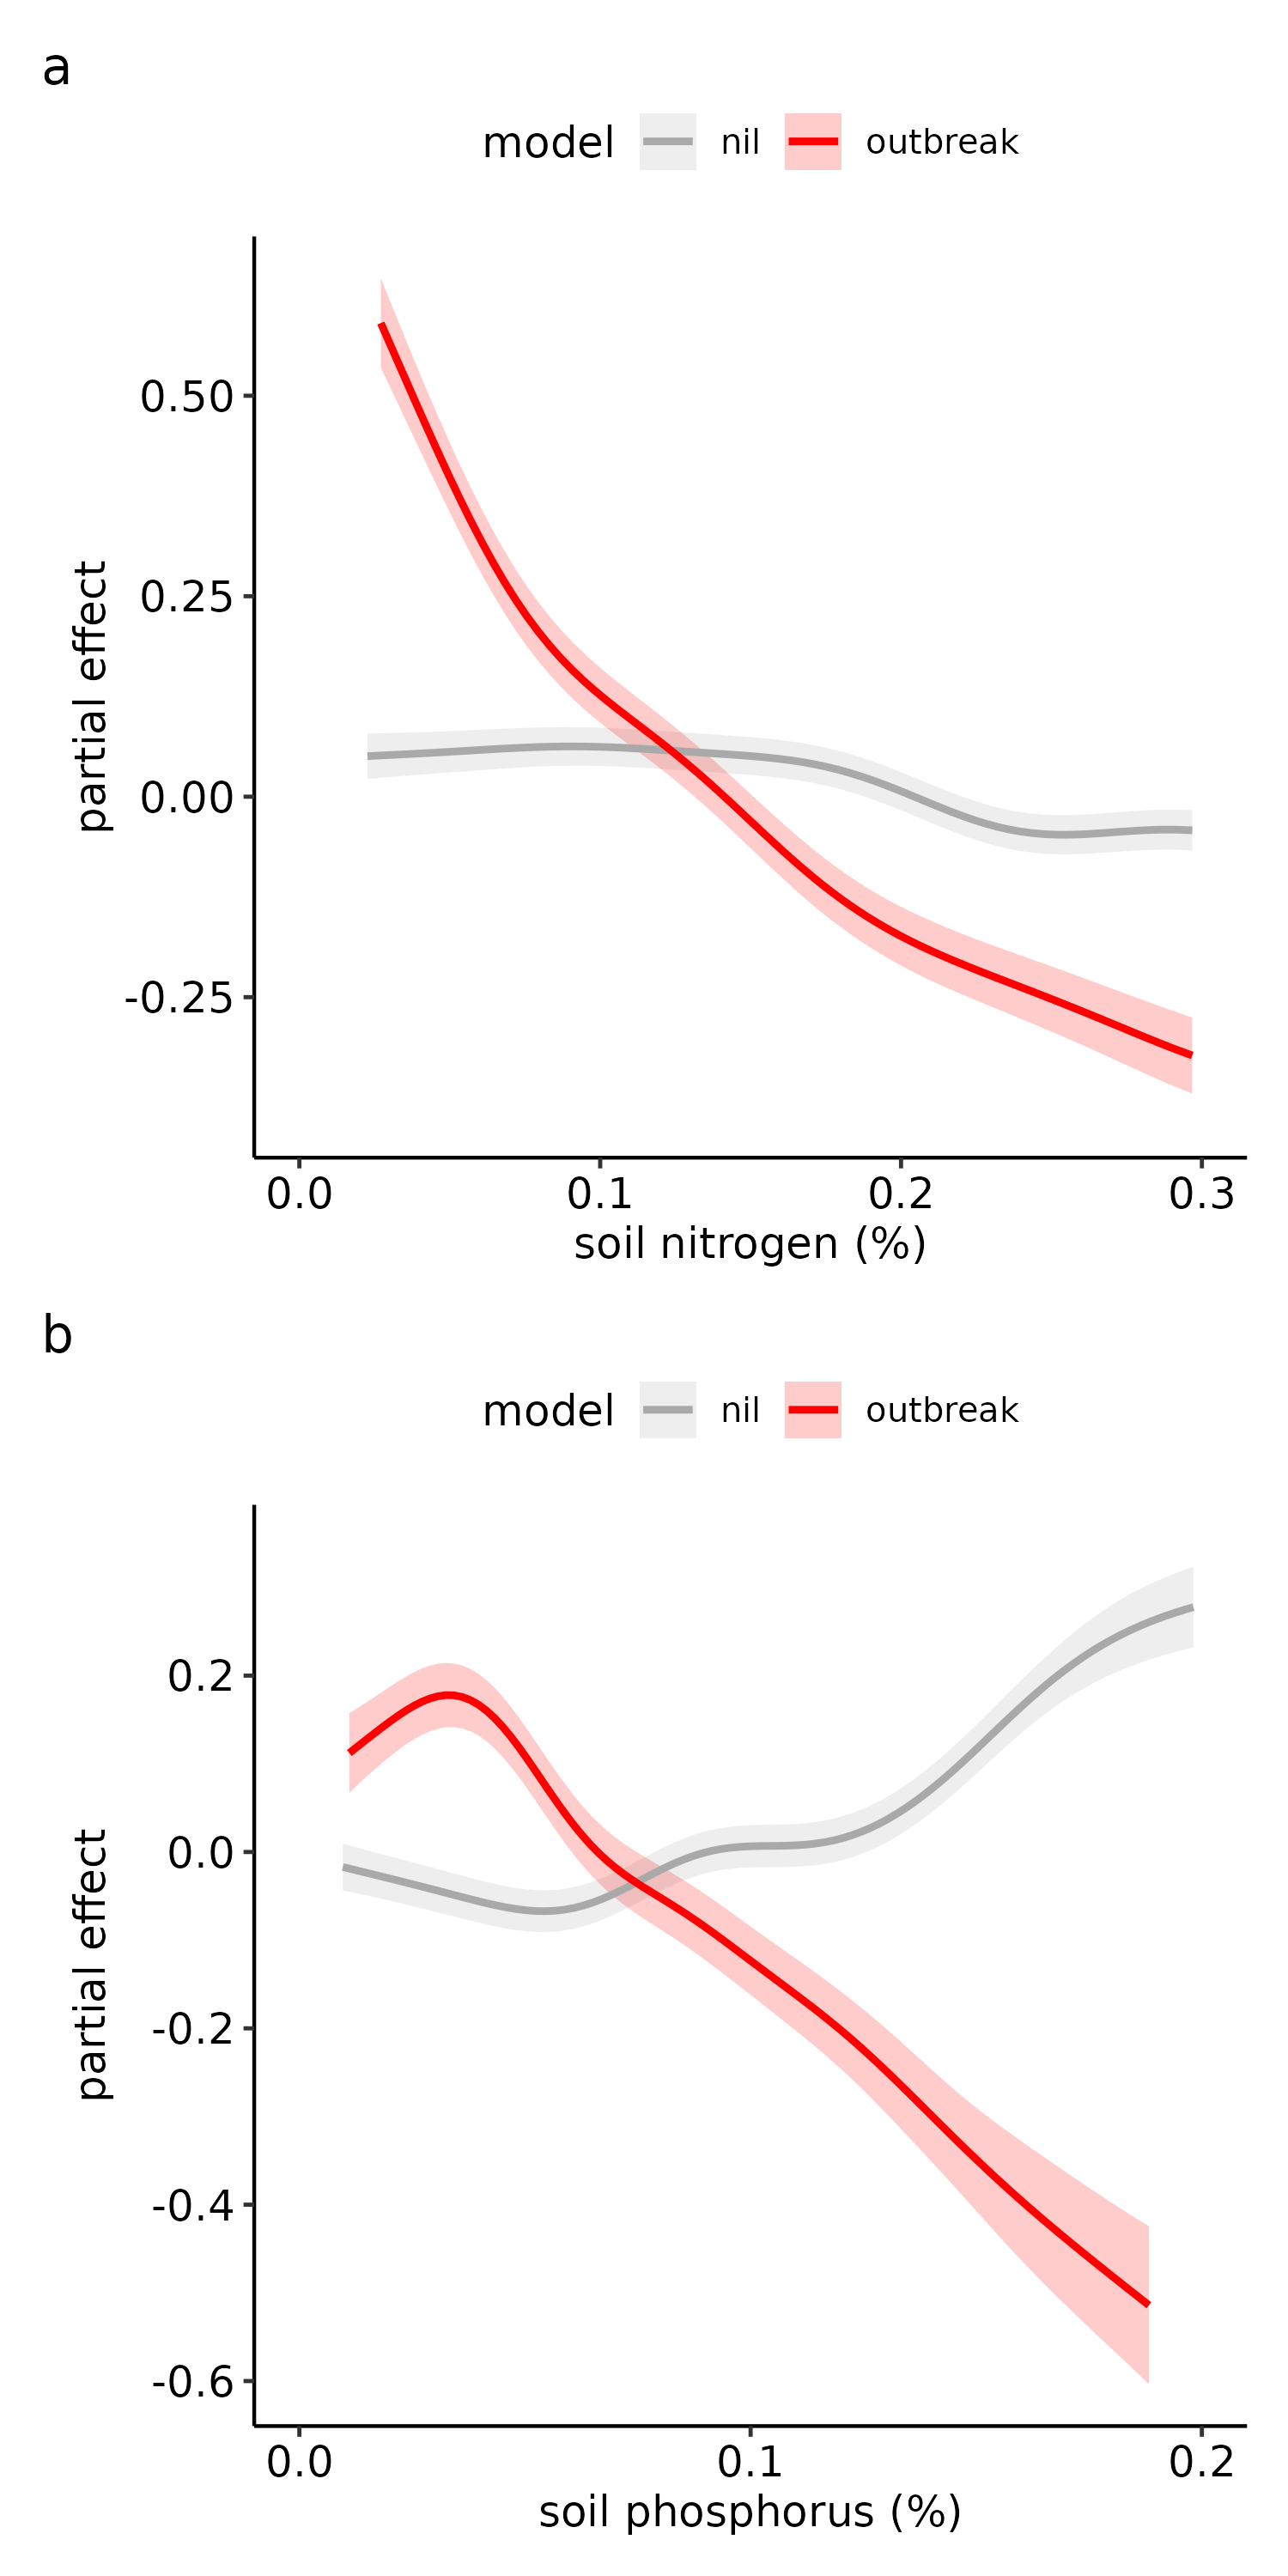 a
model nil outbreak
0.50
0.25
0.00
-0.25
partial effect
0.0 0.1 0.2 0.3
soil nitrogen (%)
b
model nil outbreak
0.2
0.0
-0.2
-0.4
-0.6
partial effect
0.0 0.1 0.2
soil phosphorus (%)